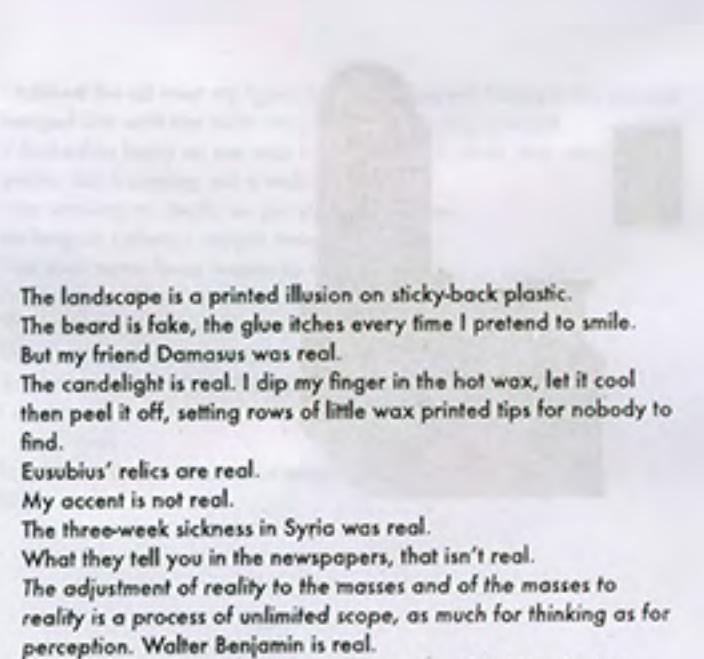 The landscape is a printed illusion on sticky-back plastic.
The beard is fake, the glue itches every time I pretend to smile.
But my friend Damasus was real.
The candelight is real. I dip my finger in the hot wax, let it cool
then peel it off, setting rows of little wax printed tips for nobody to
find.
Eusubius' relics are real.
My accent is not real.
The three-week sickness in Syria was real.
What they tell you in the newspapers, that isn't real.
The adjustment of reality to the masses and of the masses to
reality is a process of unlimited scope, as much for thinking as for
perception. Walter Benjamin is real.